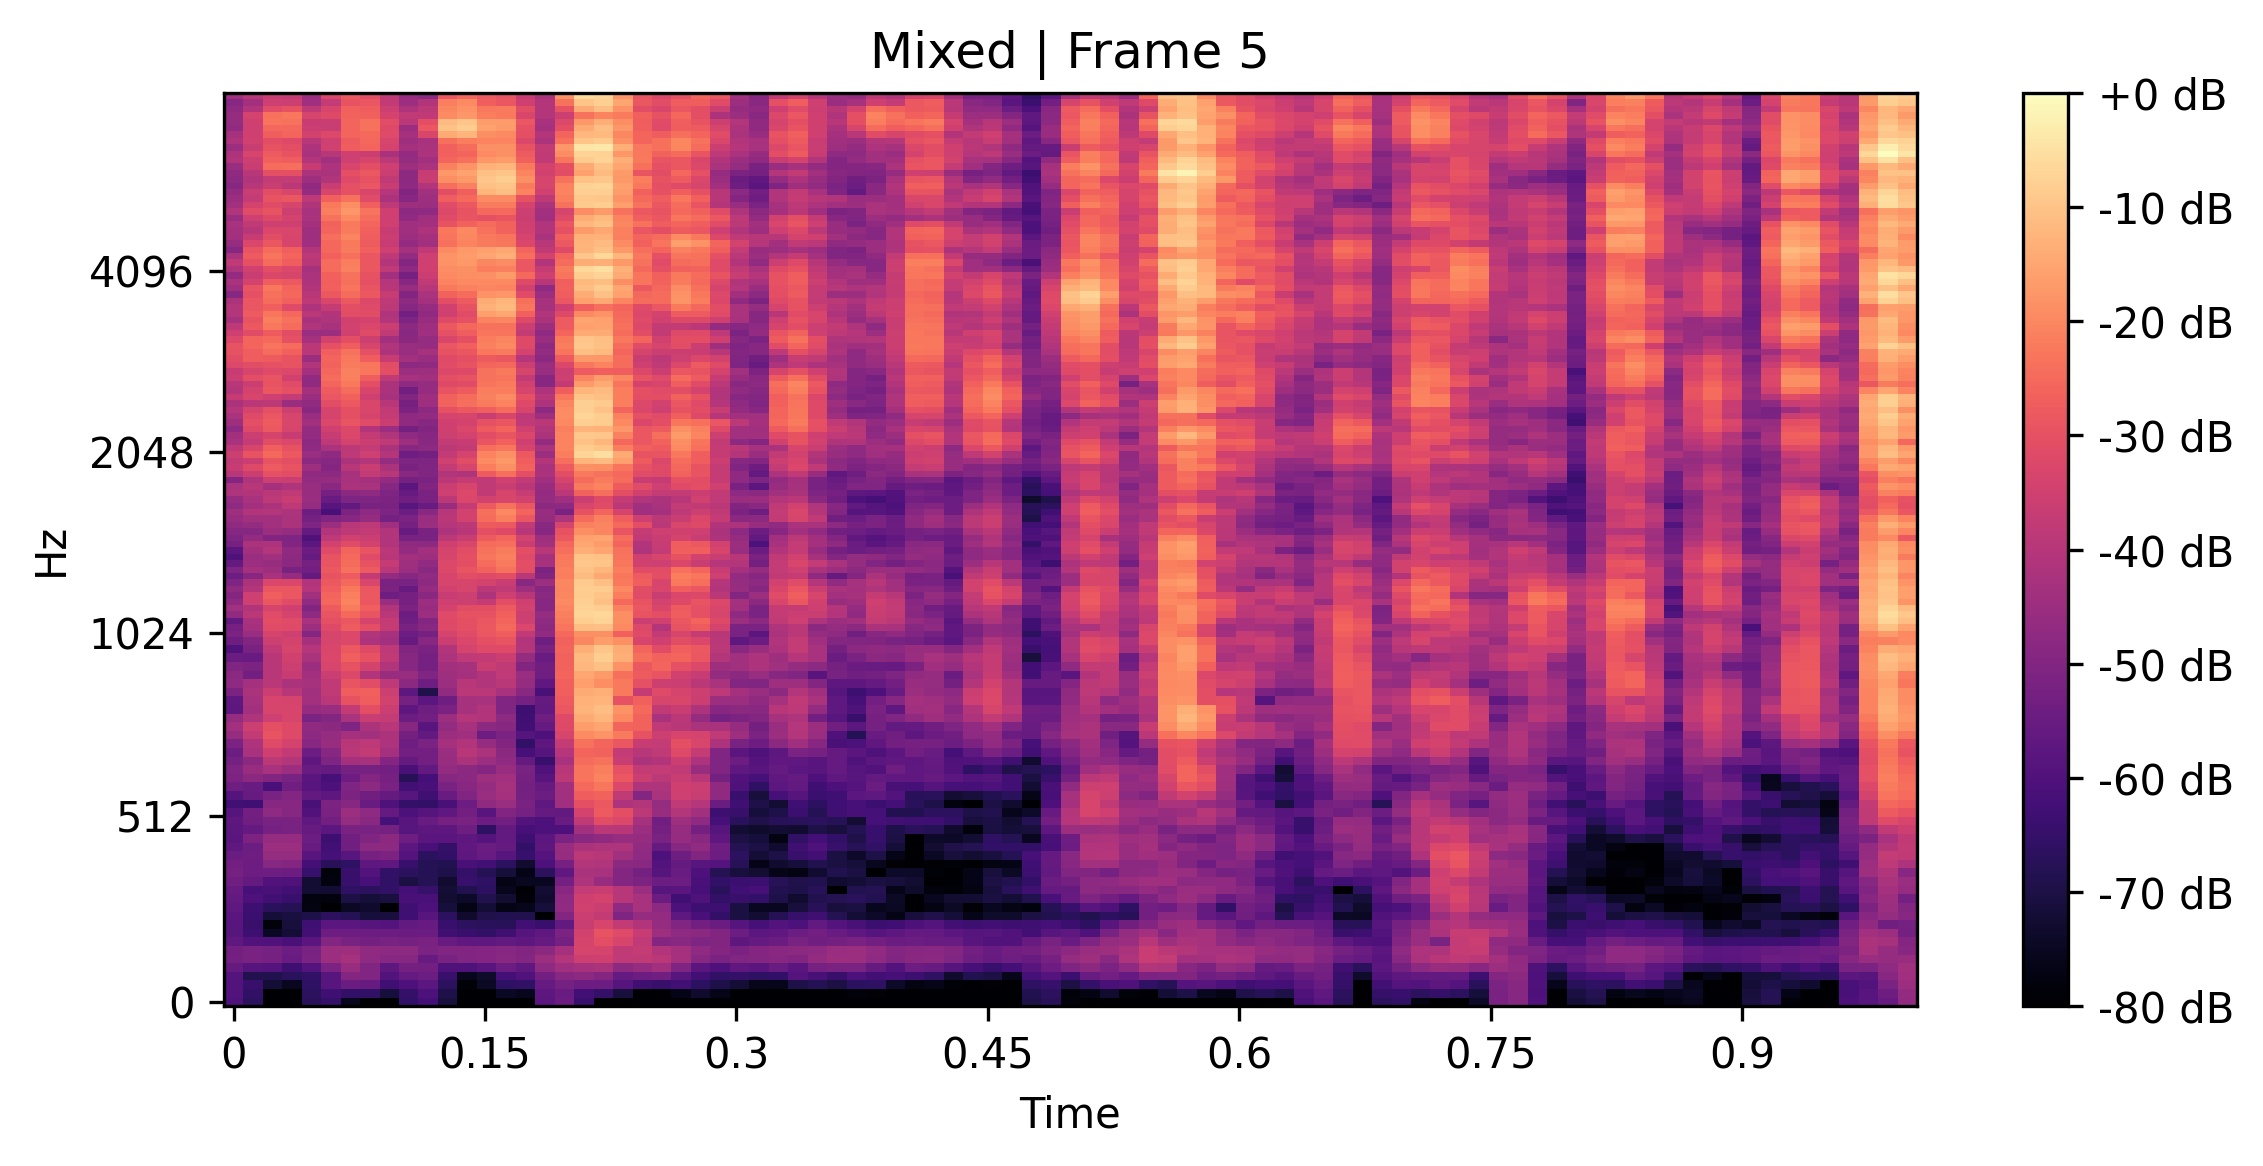 Mixed | Frame 5
Hz
4096
2048
1024
512
0
0 0.15 0.3 0.45 0.6 0.75 0.9
Time
+0 dB
-10 dB
-20 dB
-30 dB
-40 dB
-50 dB
-60 dB
-70 dB
-80 dB